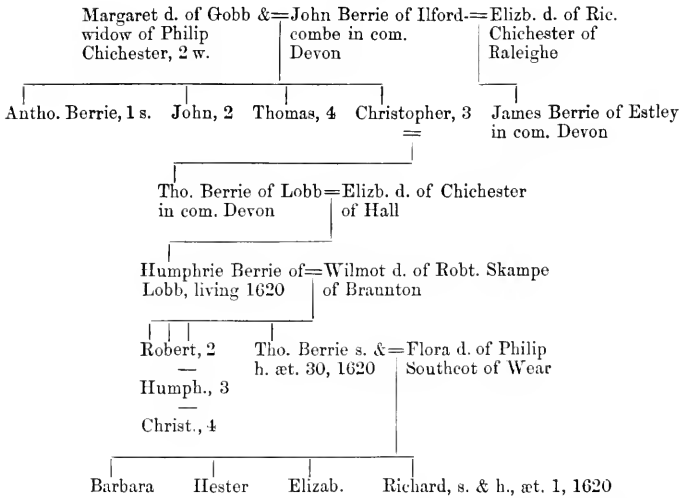 Margaret d. of Gobb &=John Berrie of Ilford-=Elizb. d. of Ric.
widow of Philip combe in com. Chichester of
Chichester, 2 w. Devon Raleighe
Antho. Berrie, 1 s. John, 2 Thomas, 4 Christopher, 3 James Berrie of Estley
= in com. Devon
Tho. Berrie of Lobb=Elizb. d. of Chichester
in com. Devon of Hall
Humphrie Berrie of=Wilmot d. of Robt. Skampe
Lobb, living 1620 of Braunton
Robert, 2 Tho. Berrie s. &=Flora d. of Philip
— h. æt. 30, 1620 Southcot of Wear
Humph., 3
—
Christ., 4
Barbara Hester Elizab. Richard, s. & h., æt. 1, 1620